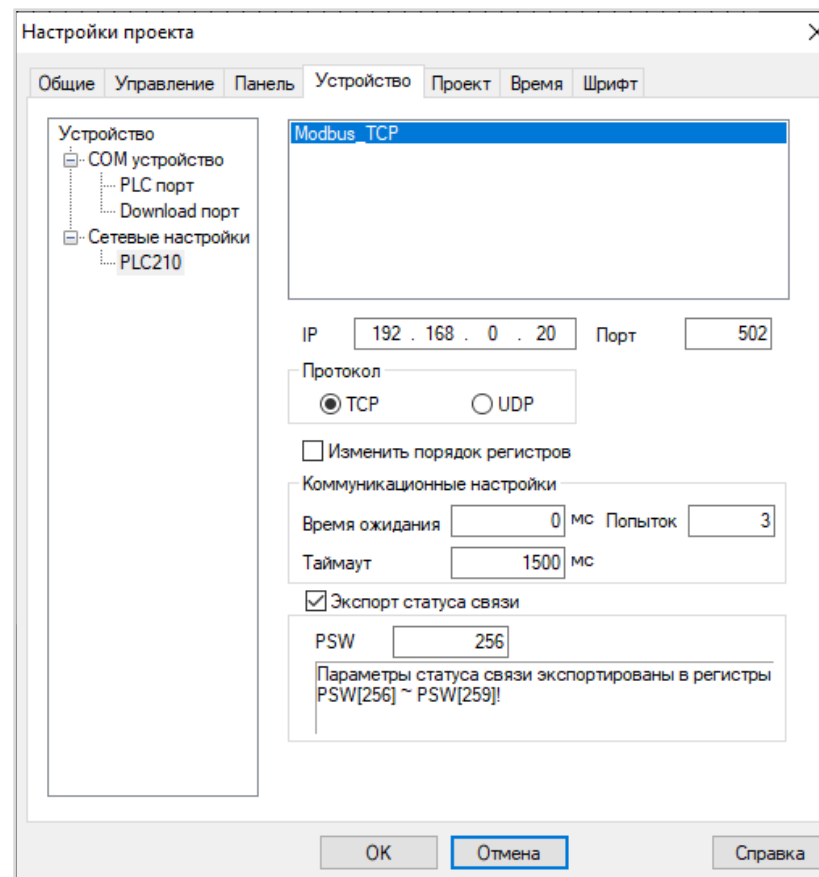 Настройки проекта
Общие Управление Панель Устройство Проект Время Шрифт
Устройство
COM устройство
PLC порт
Download порт
Сетевые настройки
PLC210
Modbus_TCP
IP 192 . 168 . 0 . 20 Порт 502
Протокол
TCP UDP
Изменить порядок регистров
Коммуникационные настройки
Время ожидания 0 мс Попыток 3
Таймаут 1500 мс
Экспорт статуса связи
PSW 256
Параметры статуса связи экспортированы в регистры
PSW[256] ~ PSW[259]!
OK Отмена Справка